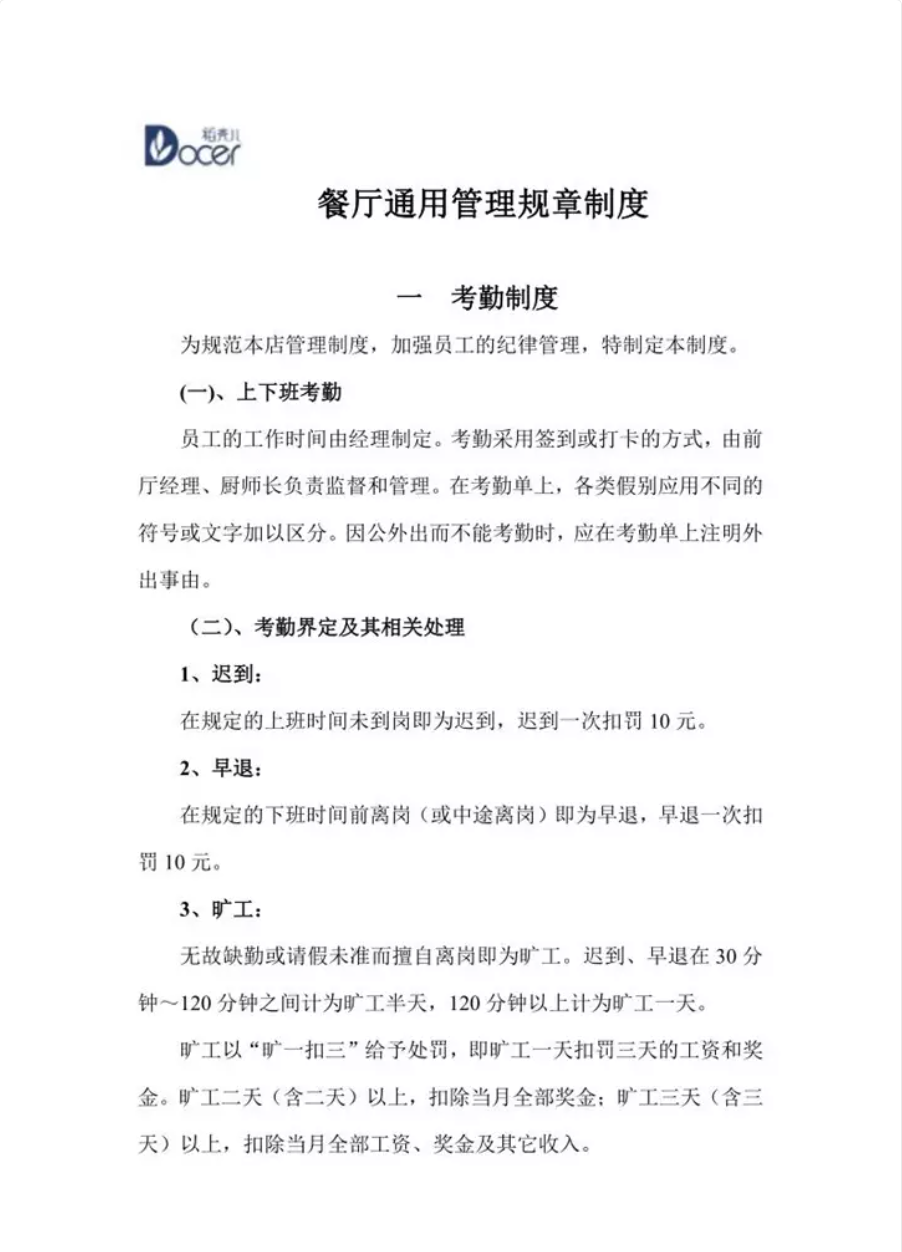 稻壳儿
Docer
餐厅通用管理规章制度
一 考勤制度
为规范本店管理制度，加强员工的纪律管理，特制定本制度。
(一)、上下班考勤
员工的工作时间由经理制定。考勤采用签到或打卡的方式，由前
厅经理、厨师长负责监督和管理。在考勤单上，各类假别应用不同的
符号或文字加以区分。因公外出而不能考勤时，应在考勤单上注明外
出事由。
（二）、考勤界定及其相关处理
1、迟到：
在规定的上班时间未到岗即为迟到，迟到一次扣罚 10 元。
2、早退：
在规定的下班时间前离岗（或中途离岗）即为早退，早退一次扣
罚 10 元。
3、旷工：
无故缺勤或请假未准而擅自离岗即为旷工。迟到、早退在 30 分
钟～120 分钟之间计为旷工半天，120 分钟以上计为旷工一天。
旷工以“旷一扣三”给予处罚，即旷工一天扣罚三天的工资和奖
金。旷工二天（含二天）以上，扣除当月全部奖金；旷工三天（含三
天）以上，扣除当月全部工资、奖金及其它收入。